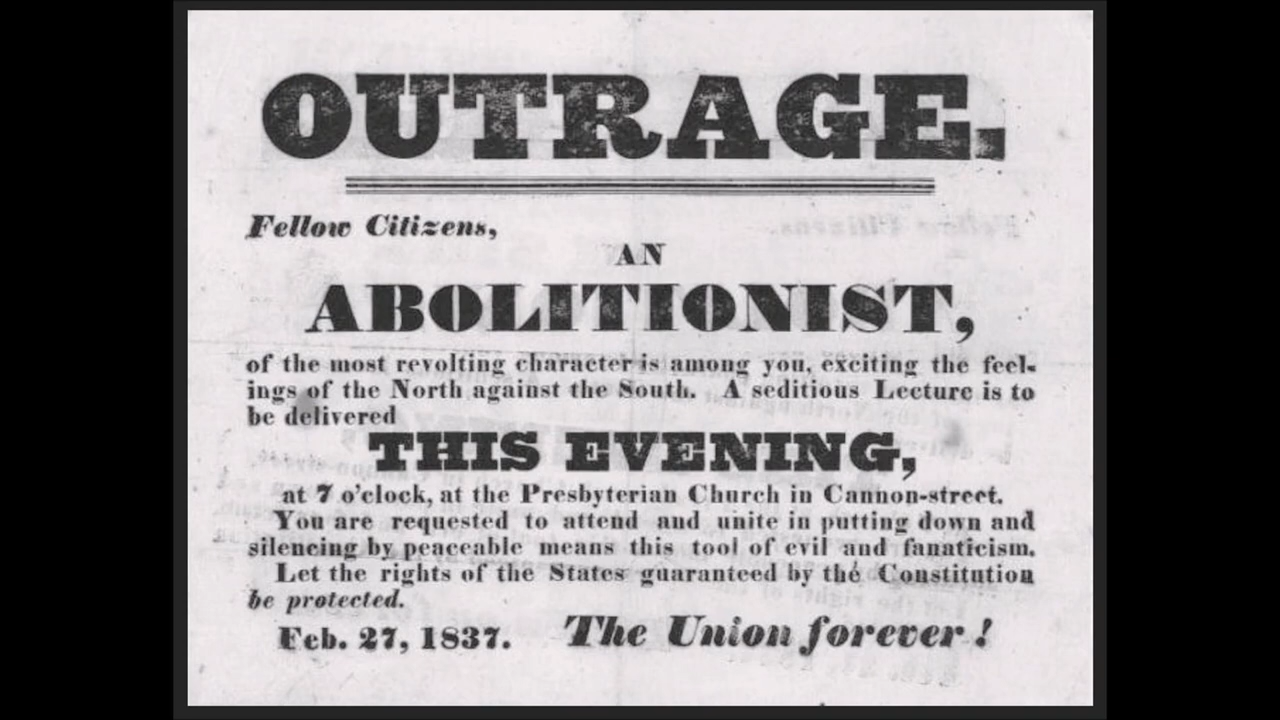 OUTRAGE.
Fellow Citizens,
AN
ABOLITIONIST,
of the most revolting character is among you, exciting the feel-
ings of the North against the South. A seditious Lecture is to
be delivered
THIS EVENING,
at 7 o'clock, at the Presbyterian Church in Cannon-street.
You are requested to attend and unite in putting down and
silencing by peaceable means this tool of evil and fanaticism.
Let the rights of the States guaranteed by the Constitution
be protected.
Feb. 27, 1837. The Union forever!